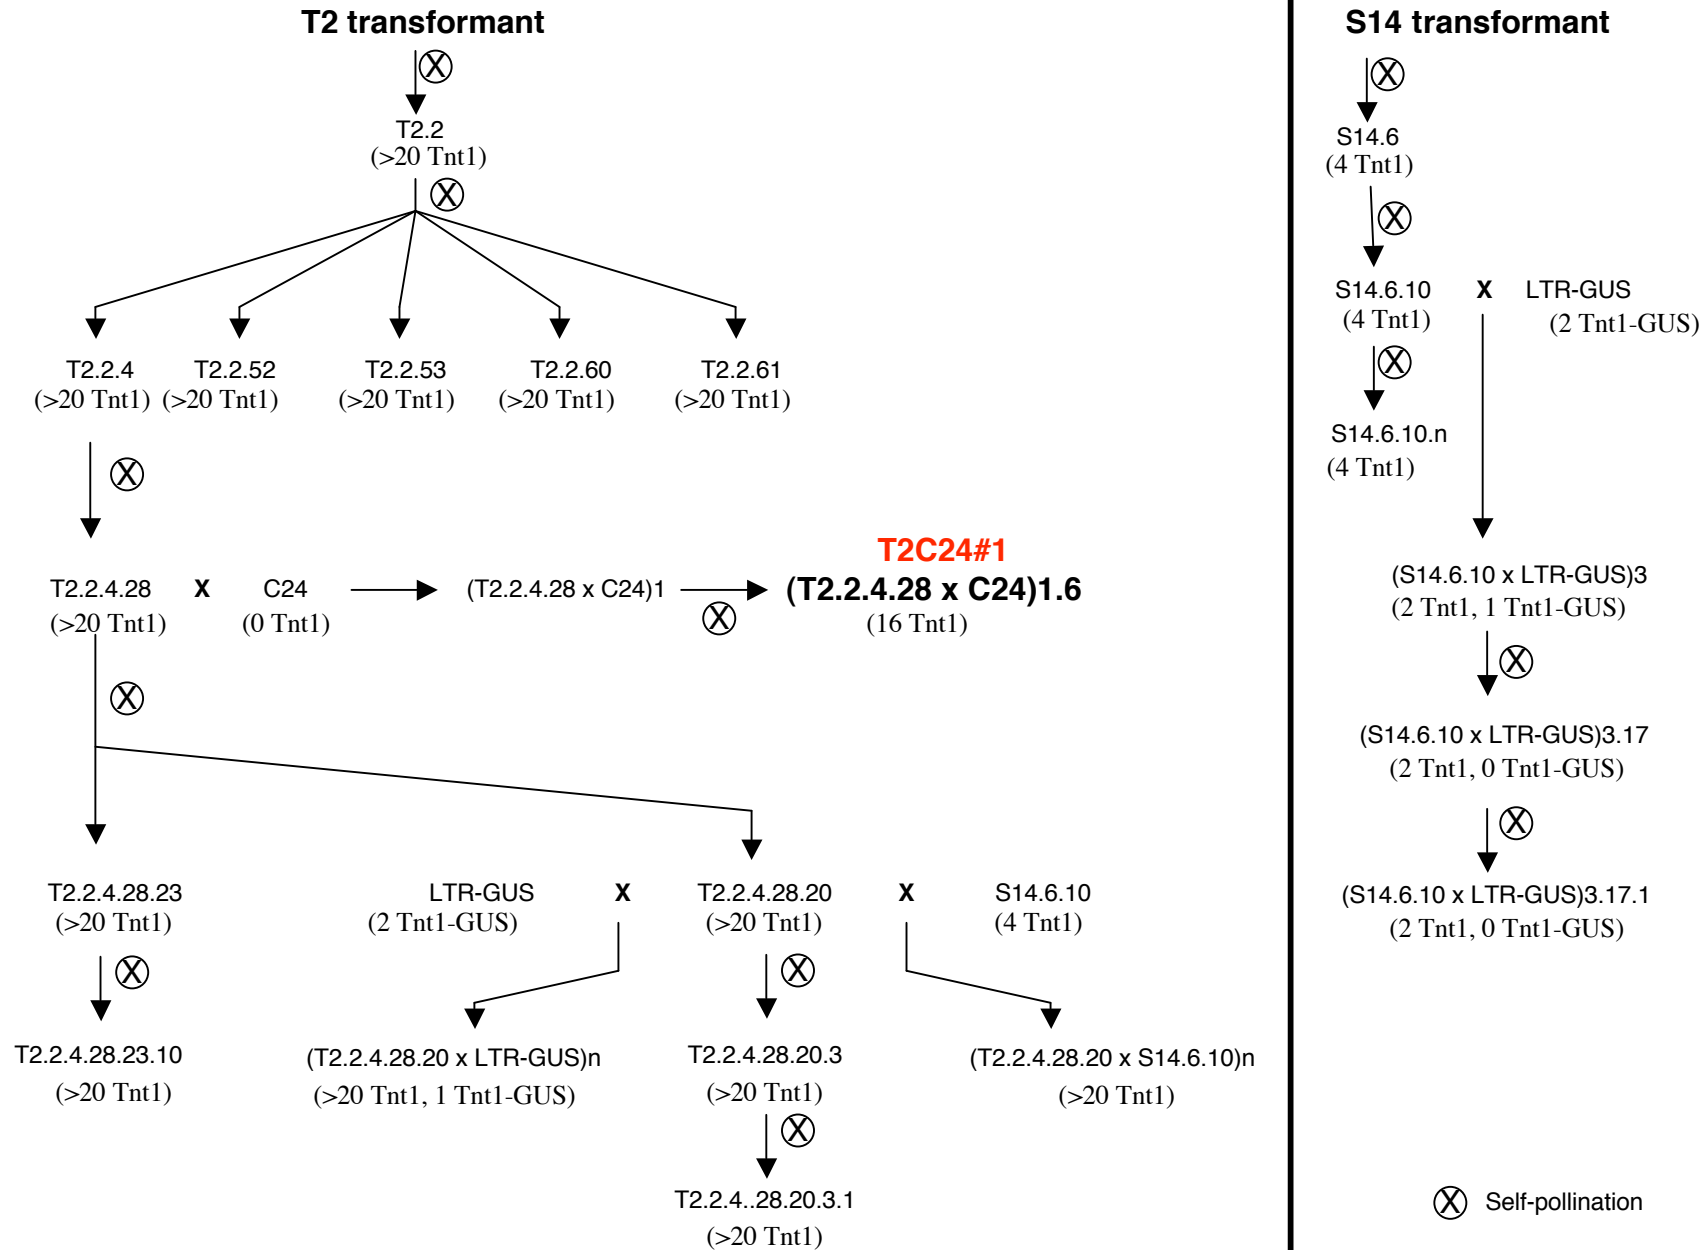 T2 transformant
X
T2.2
(>20 Tnt1)
X
T2.2.4
(>20 Tnt1)
T2.2.52
(>20 Tnt1)
T2.2.53
(>20 Tnt1)
T2.2.60
(>20 Tnt1)
T2.2.61
(>20 Tnt1)
X
T2.2.4.28
(>20 Tnt1)
X
C24
(0 Tnt1)
(T2.2.4.28 x C24)1
X
T2C24#1
(T2.2.4.28 x C24)1.6
(16 Tnt1)
X
T2.2.4.28.23
(>20 Tnt1)
LTR-GUS
(2 Tnt1-GUS)
X
T2.2.4.28.20
(>20 Tnt1)
X
S14.6.10
(4 Tnt1)
X
X
T2.2.4.28.23.10
(>20 Tnt1)
(T2.2.4.28.20 x LTR-GUS)n
(>20 Tnt1, 1 Tnt1-GUS)
T2.2.4.28.20.3
(>20 Tnt1)
(T2.2.4.28.20 x S14.6.10)n
(>20 Tnt1)
X
T2.2.4..28.20.3.1
(>20 Tnt1)
S14 transformant
X
S14.6
(4 Tnt1)
X
S14.6.10
(4 Tnt1)
X
LTR-GUS
(2 Tnt1-GUS)
X
S14.6.10.n
(4 Tnt1)
(S14.6.10 x LTR-GUS)3
(2 Tnt1, 1 Tnt1-GUS)
X
(S14.6.10 x LTR-GUS)3.17
(2 Tnt1, 0 Tnt1-GUS)
X
(S14.6.10 x LTR-GUS)3.17.1
(2 Tnt1, 0 Tnt1-GUS)
X Self-pollination